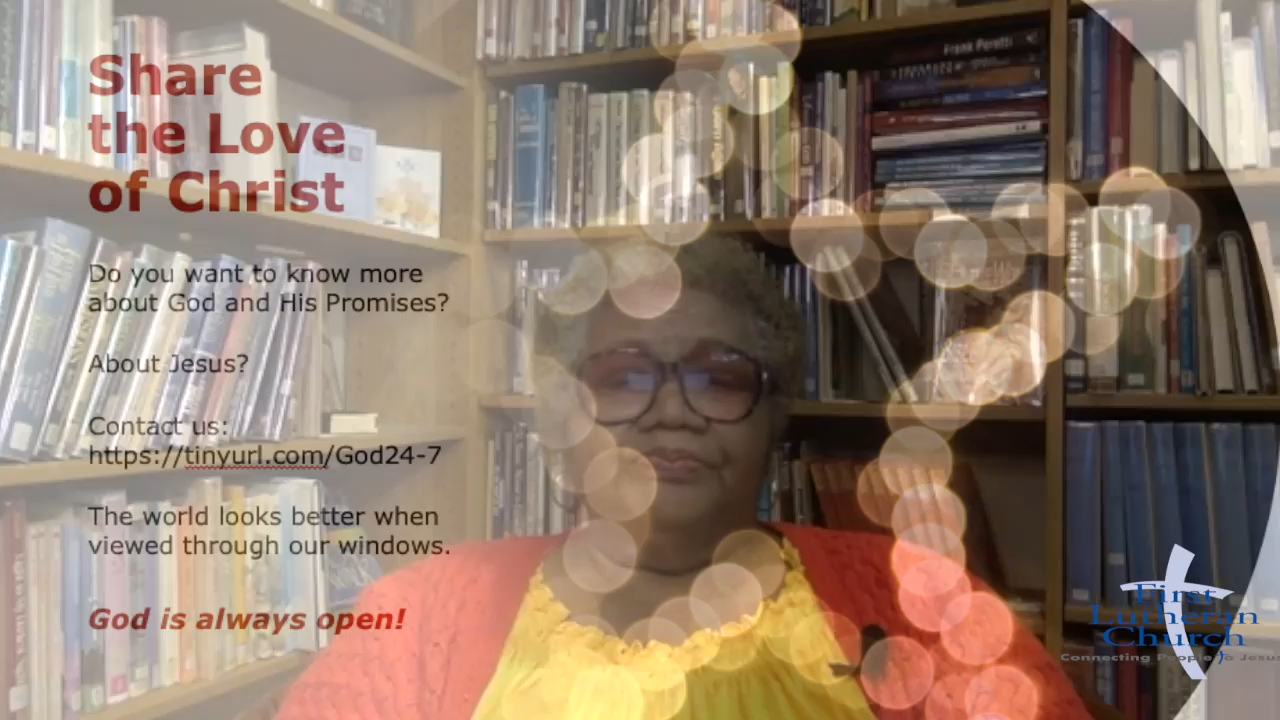 Share
the Love
of Christ
Do you want to know more
about God and His Promises?
About Jesus?
Contact us:
https://tinyurl.com/God24-7
The world looks better when
viewed through our windows.
God is always open!
Frank Peretti
First
Lutheran
Church
Connecting People to Jesus